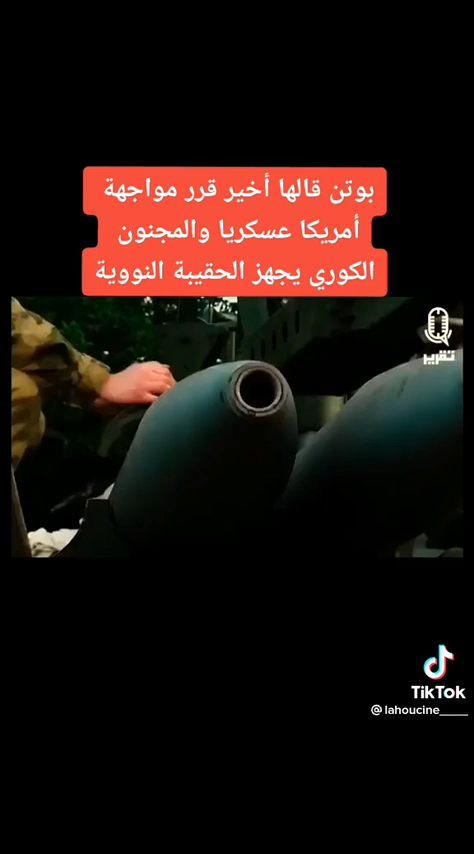 بوتن قالها أخير قرر مواجهة
أمريكا عسكريا والمجنون
الكوري يجهز الحقيبة النووية
تقرير
TikTok
@lahoucine_____